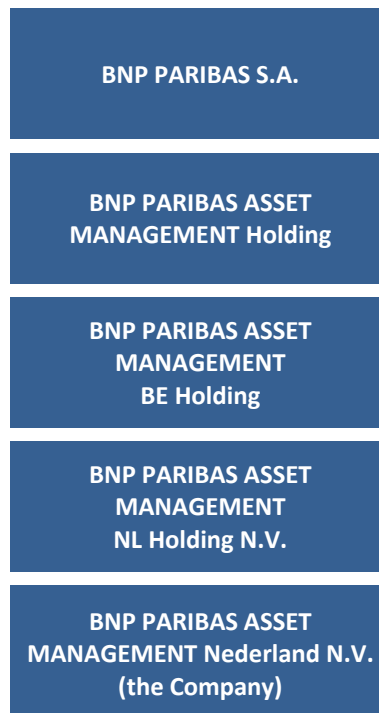 BNP PARIBAS S.A.
BNP PARIBAS ASSET
MANAGEMENT Holding
BNP PARIBAS ASSET
MANAGEMENT
BE Holding
BNP PARIBAS ASSET
MANAGEMENT
NL Holding N.V.
BNP PARIBAS ASSET
MANAGEMENT Nederland N.V.
(the Company)